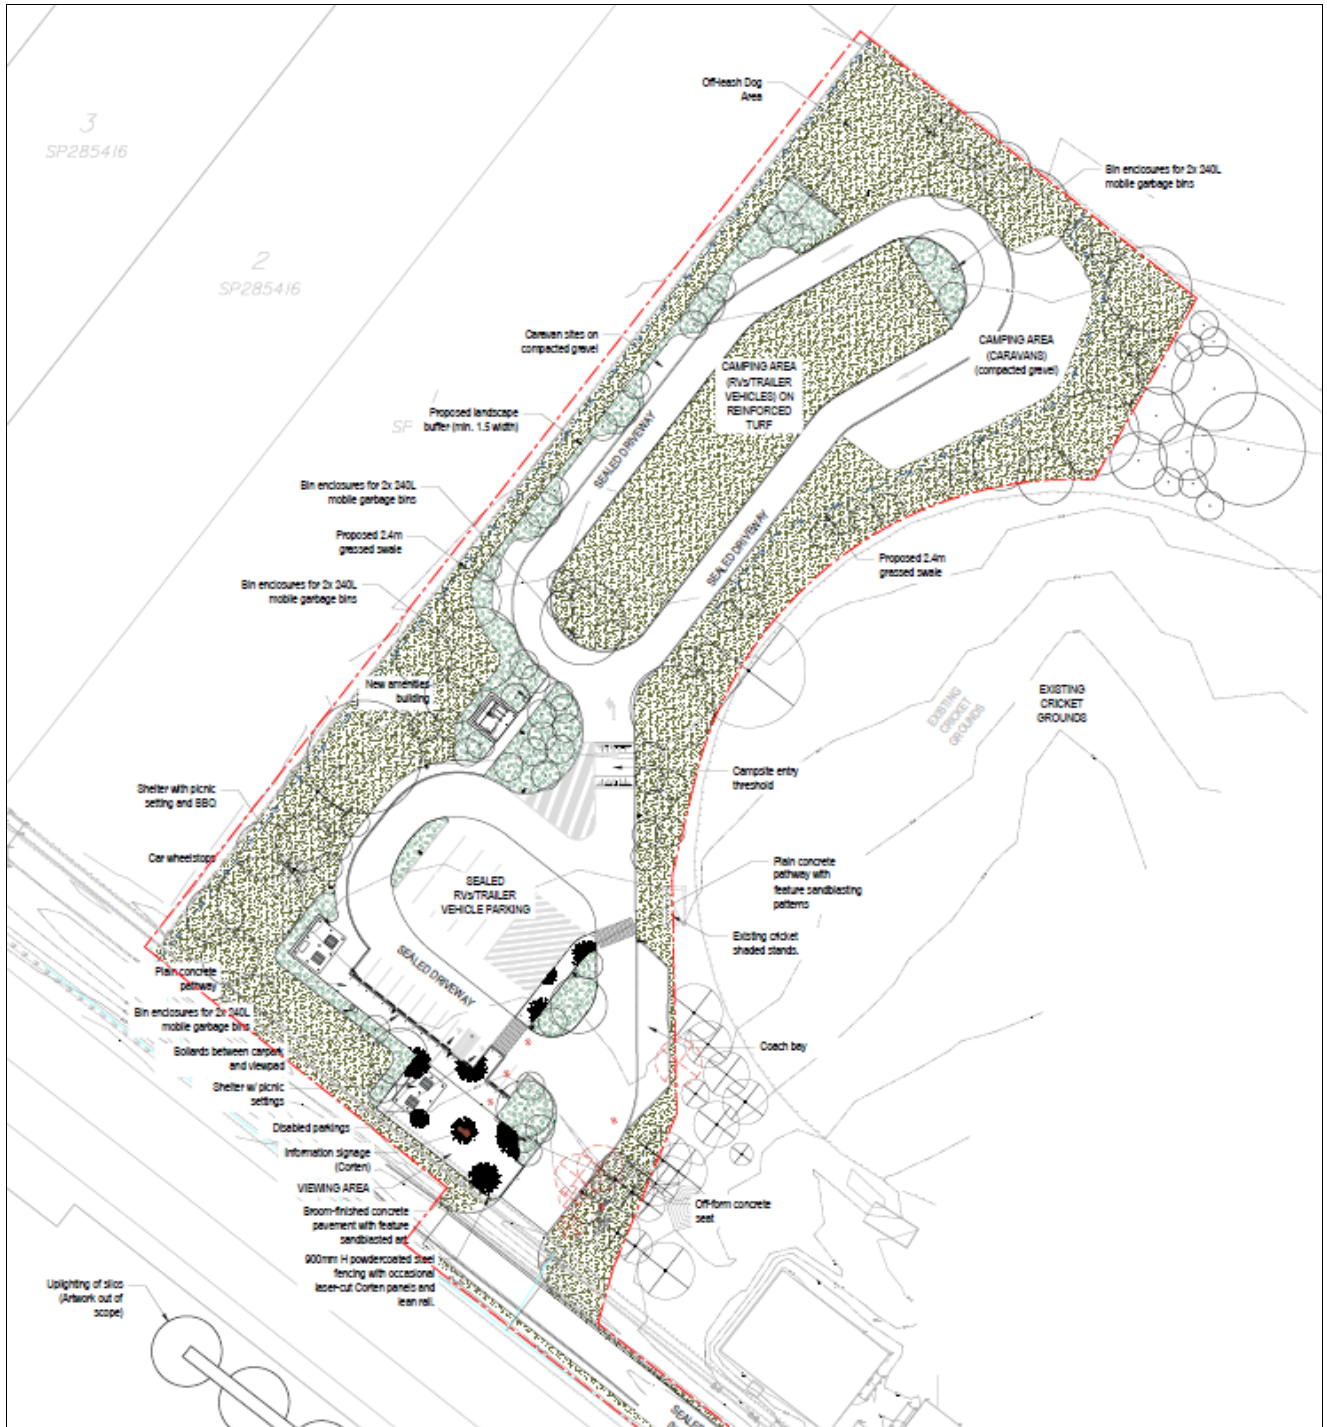 Off-leash Dog
Area
3
SP285416
Bin enclosures for 2x 240L
mobile garbage bins
2
SP285416
Caravan sites on
compacted gravel
CAMPING AREA
(CARAVANS)
(compacted gravel)
CAMPING AREA
(RVs/TRAILER
VEHICLES) ON
REINFORCED
TURF
Proposed landscape
buffer (min. 1.5 width)
SP
SEALED DRIVEWAY
Bin enclosures for 2x 240L
mobile garbage bins
SEALED DRIVEWAY
Proposed 2.4m
grassed swale
Proposed 2.4m
grassed swale
Bin enclosures for 2x 240L
mobile garbage bins
New amenities
building
EXISTING
CRICKET
GROUNDS
EXISTING
CRICKET
GROUNDS
Campsite entry
threshold
Shelter with picnic
setting and BBQ
Car wheelstops
Plain concrete
pathway with
feature sandblasting
patterns
SEALED
RVs/TRAILER
VEHICLE PARKING
Existing cricket
shaded stands.
SEALED DRIVEWAY
Plain concrete
pathway
Bin enclosures for 2x 240L
mobile garbage bins
Bollards between carpark
and viewpad
Coach bay
Shelter w/ picnic
settings
Disabled parkings
Information signage
(Corten)
VIEWING AREA
Off-form concrete
seat
Broom-finished concrete
pavement with feature
sandblasted art.
900mm H powdercoated steel
fencing with occasional
laser-cut Corten panels and
lean rail.
Uplighting of silos
(Artwork out of
scope)
SEALED